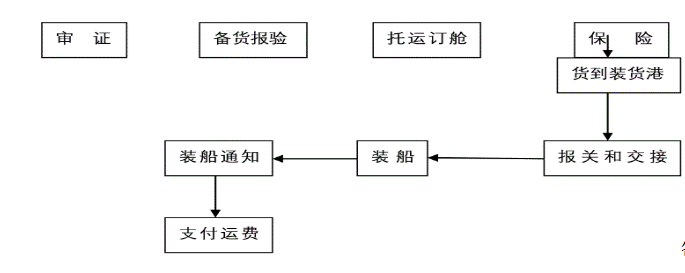 审 证
备货报验
托运订舱
保 险
货到装货港
装船通知
装 船
报关和交接
支付运费